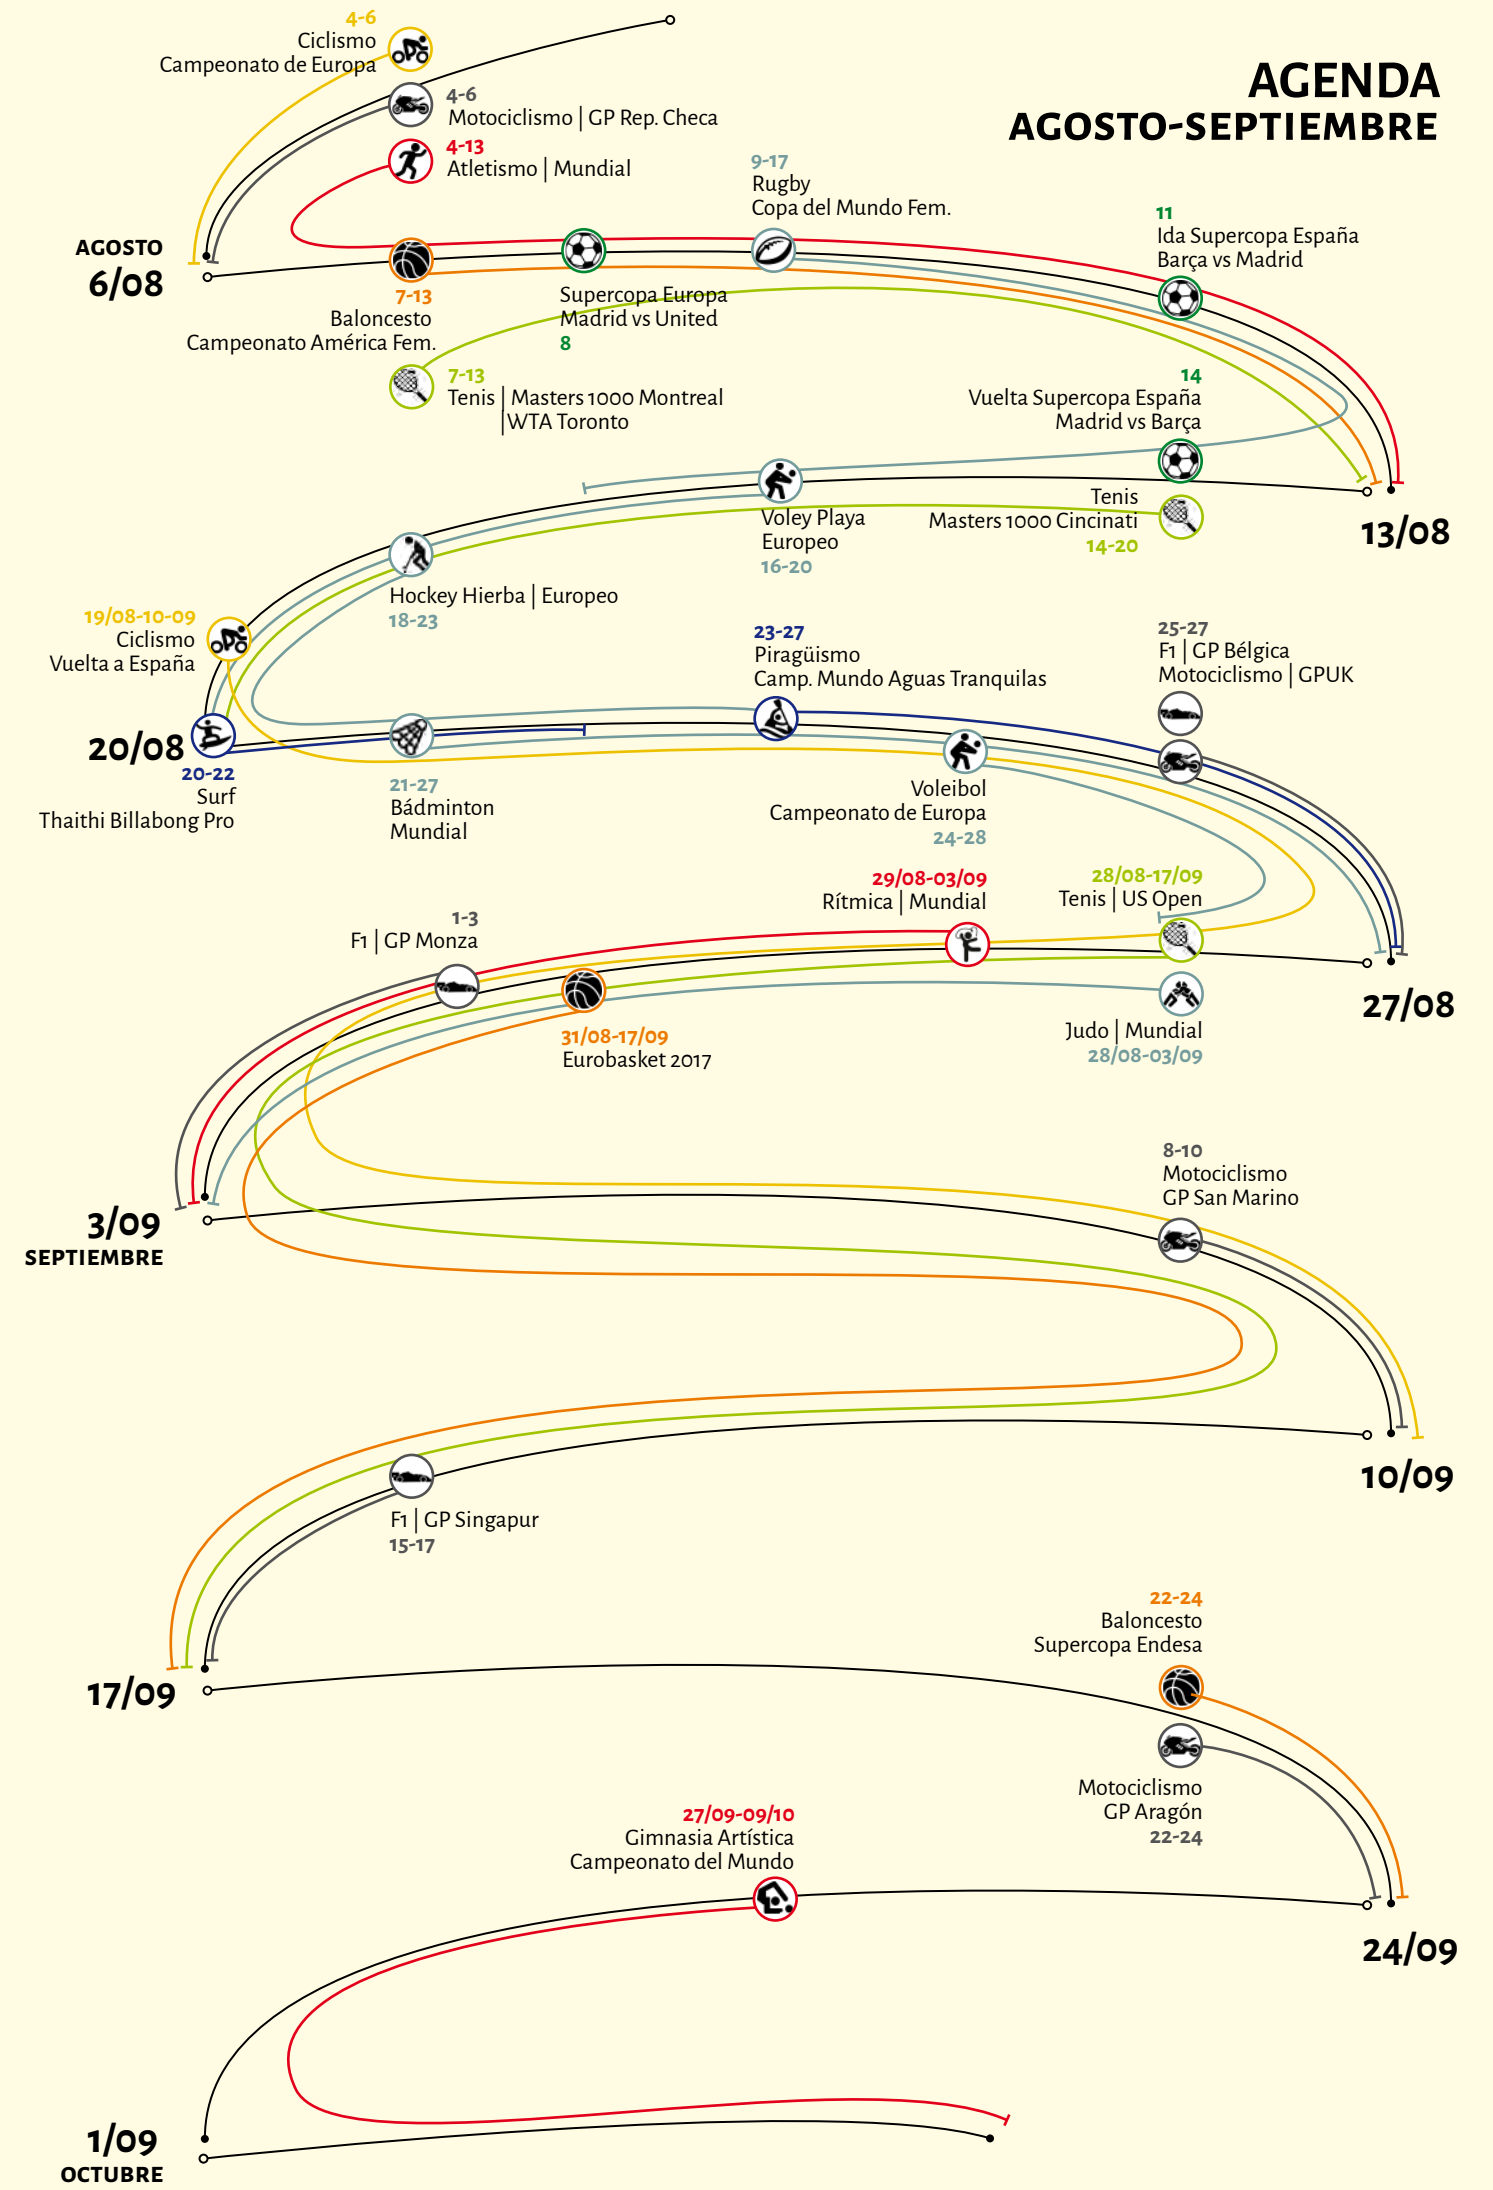 AGENDA
AGOSTO-SEPTIEMBRE
4-6
Ciclismo
Campeonato de Europa
4-6
Motociclismo | GP Rep. Checa
4-13
Atletismo | Mundial
9-17
Rugby
Copa del Mundo Fem.
11
Ida Supercopa España
Barça vs Madrid
AGOSTO
6/08
7-13
Baloncesto
Campeonato América Fem.
Supercopa Europa
Madrid vs United
8
7-13
Tenis | Masters 1000 Montreal
|WTA Toronto
14
Vuelta Supercopa España
Madrid vs Barça
Tenis
Masters 1000 Cincinati
14-20
13/08
Voley Playa
Europeo
16-20
Hockey Hierba | Europeo
18-23
19/08-10-09
Ciclismo
Vuelta a España
23-27
Piragüismo
Camp. Mundo Aguas Tranquilas
25-27
F1 | GP Bélgica
Motociclismo | GPUK
20/08
20-22
Surf
Thaithi Billabong Pro
21-27
Bádminton
Mundial
Voleibol
Campeonato de Europa
24-28
29/08-03/09
Rítmica | Mundial
28/08-17/09
Tenis | US Open
1-3
F1 | GP Monza
27/08
31/08-17/09
Eurobasket 2017
Judo | Mundial
28/08-03/09
8-10
Motociclismo
GP San Marino
3/09
SEPTIEMBRE
10/09
F1 | GP Singapur
15-17
22-24
Baloncesto
Supercopa Endesa
17/09
Motociclismo
GP Aragón
22-24
27/09-09/10
Gimnasia Artística
Campeonato del Mundo
24/09
1/09
OCTUBRE